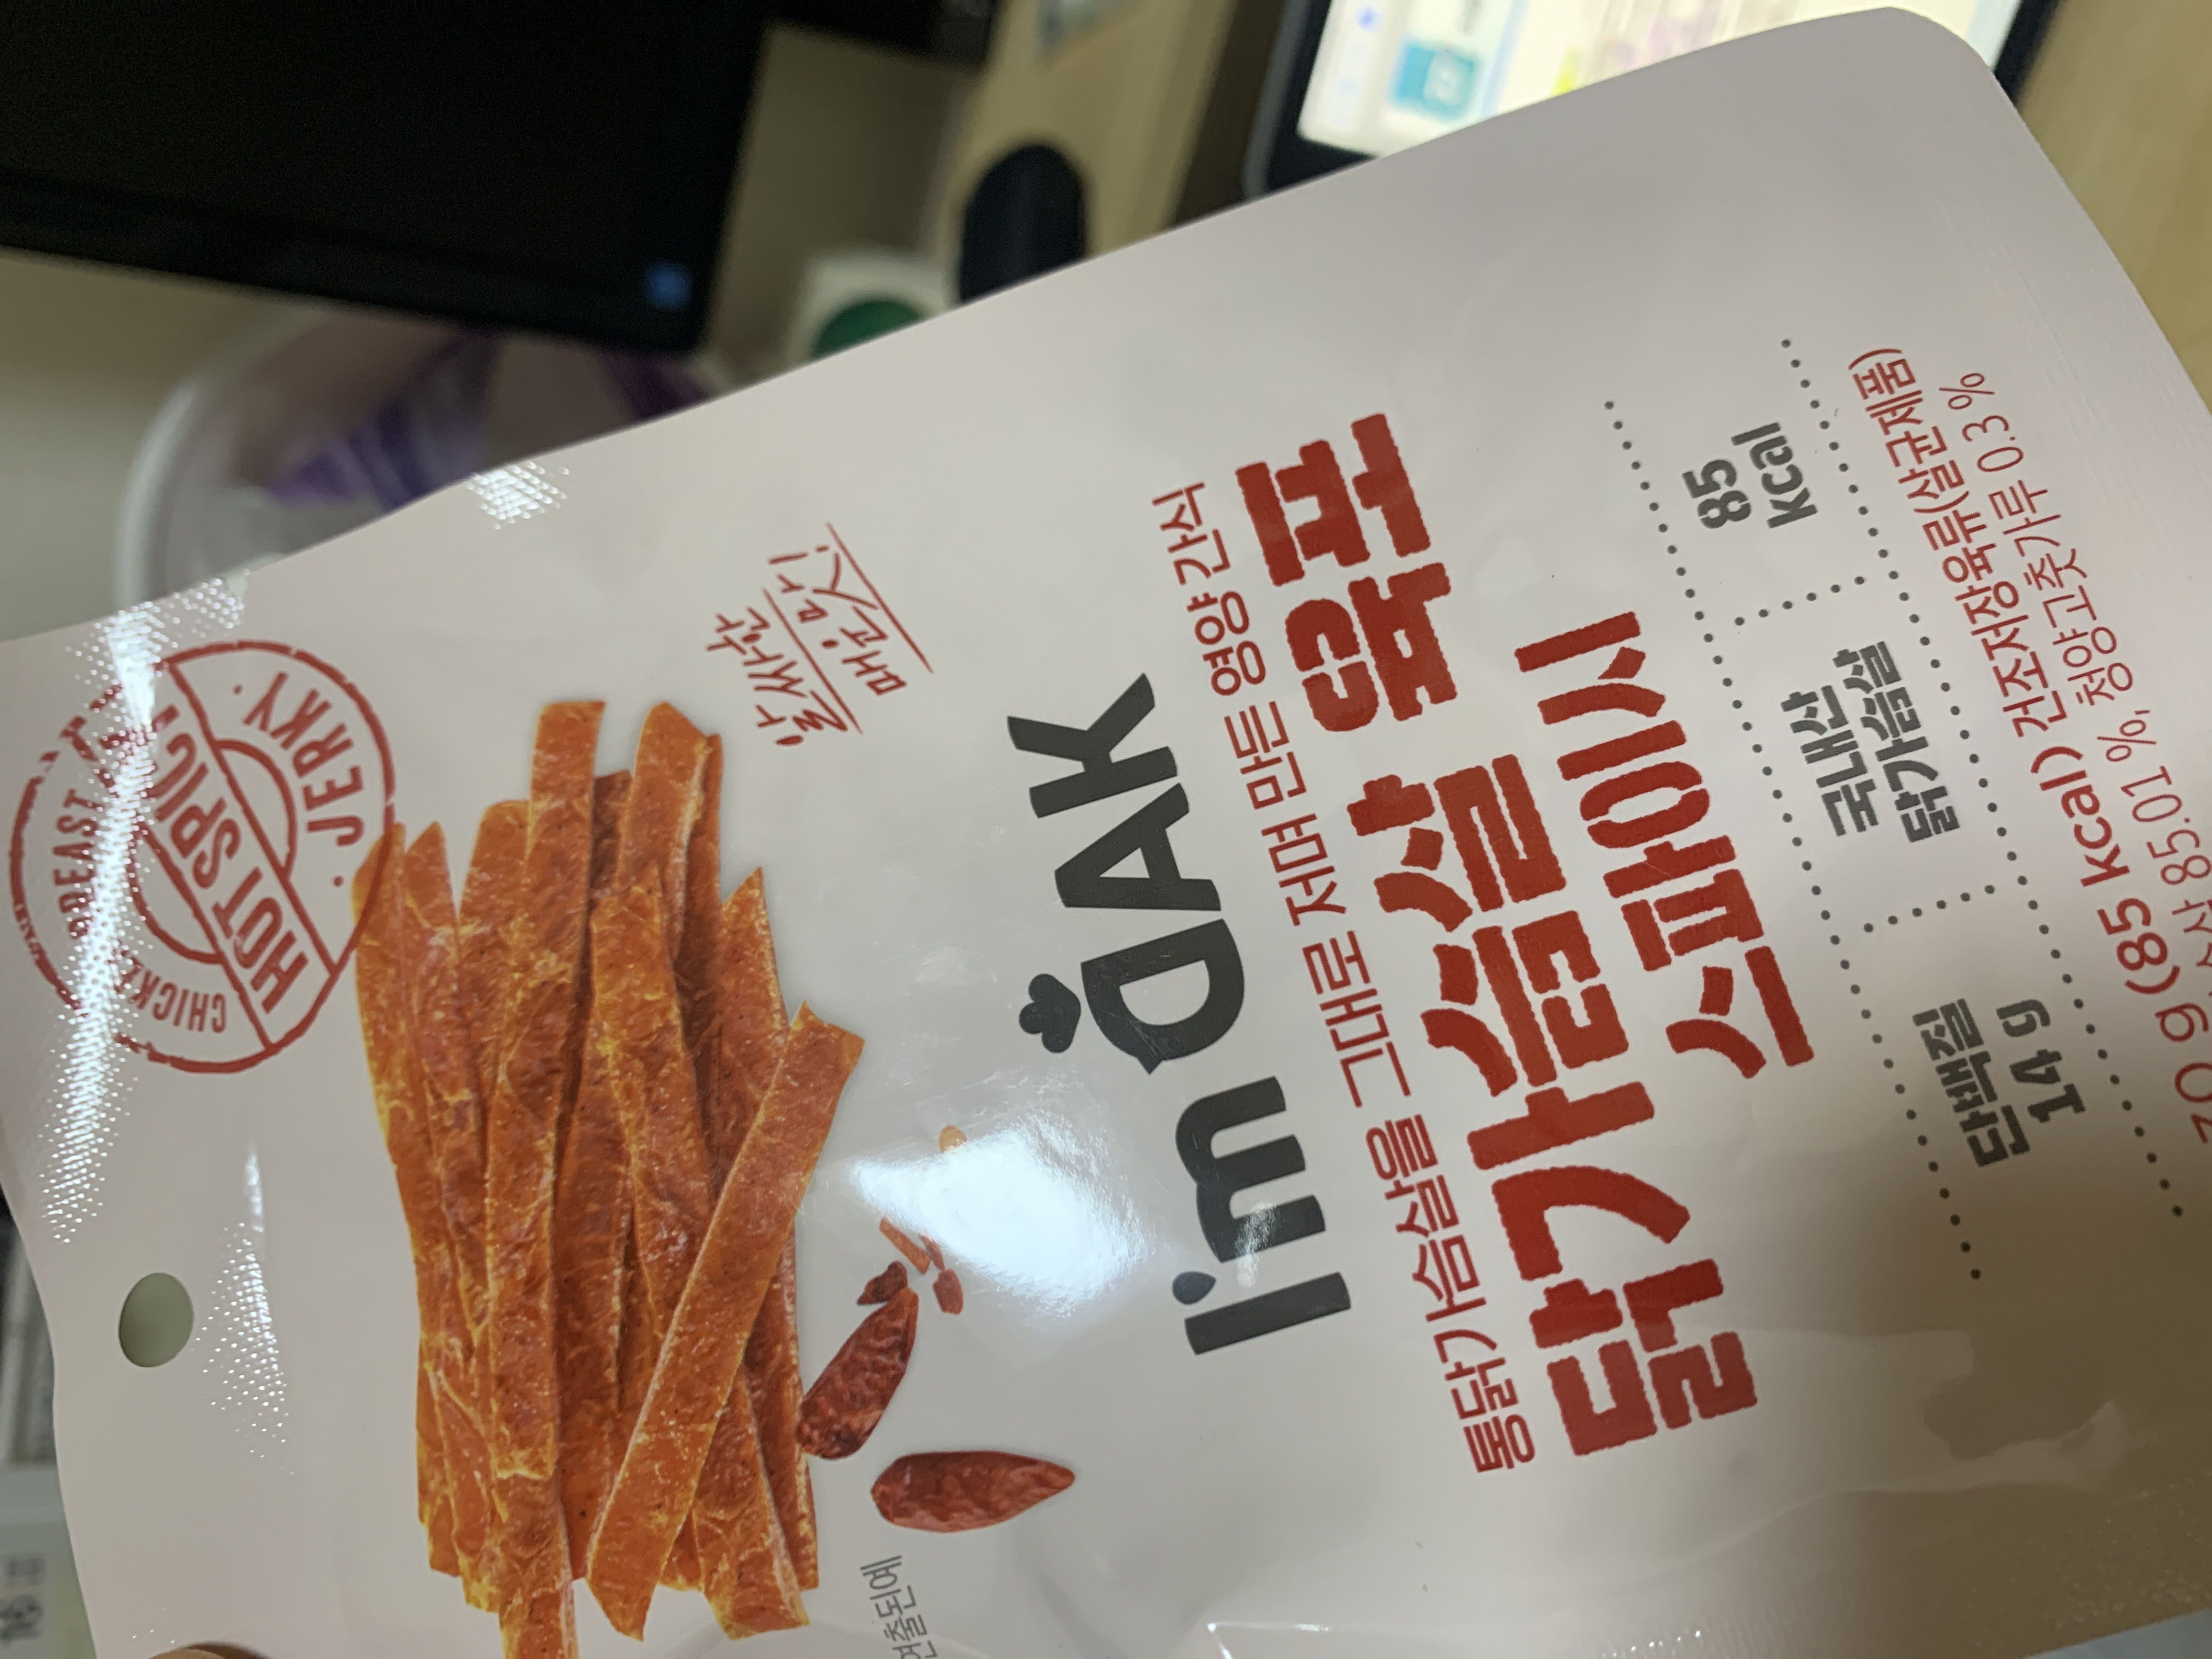 CHICKEN BREAST
HOT SPICY
JERKY
알싸한
매운 맛!
I'm DAK
통닭가슴살을 그대로 저며 만든 영양 간식
닭가슴살 육포
스파이시
단백질
14 g
국내산
닭가슴살
85
kcal
30 g (85 kcal) 건조저장육류(살균제품)
85.01 %, 청양고춧가루 0.3 %